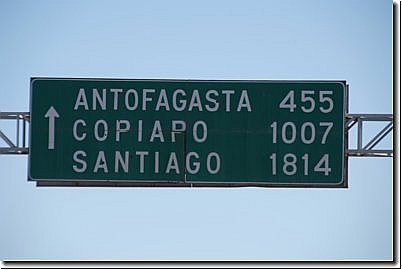 ANTOFAGASTA 455
COPIAPO 1007
SANTIAGO 1814